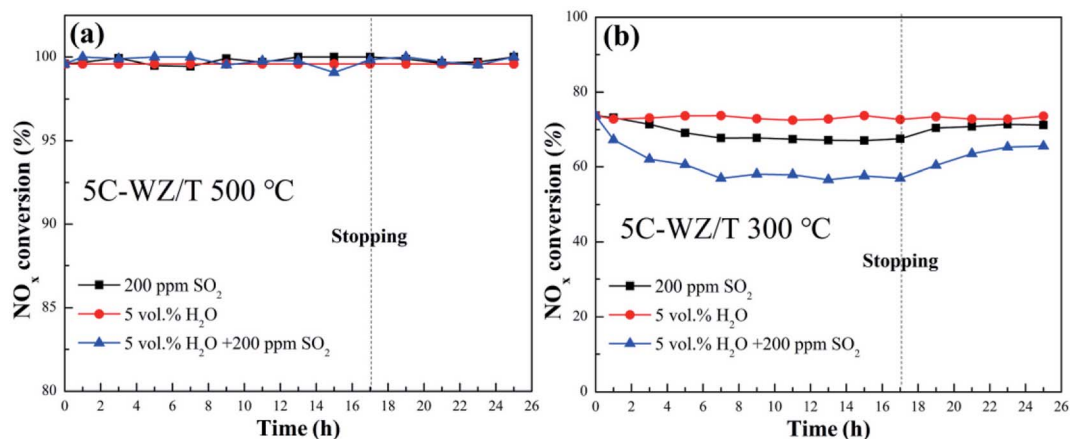 (a)
100
95
90
85
80
NOx conversion (%)
5C-WZ/T 500 °C
Stopping
200 ppm SO2
5 vol.% H2O
5 vol.% H2O +200 ppm SO2
0 2 4 6 8 10 12 14 16 18 20 22 24 26
Time (h)
(b)
100
80
60
40
20
0
NOx conversion (%)
5C-WZ/T 300 °C
Stopping
200 ppm SO2
5 vol.% H2O
5 vol.% H2O +200 ppm SO2
0 2 4 6 8 10 12 14 16 18 20 22 24 26
Time (h)